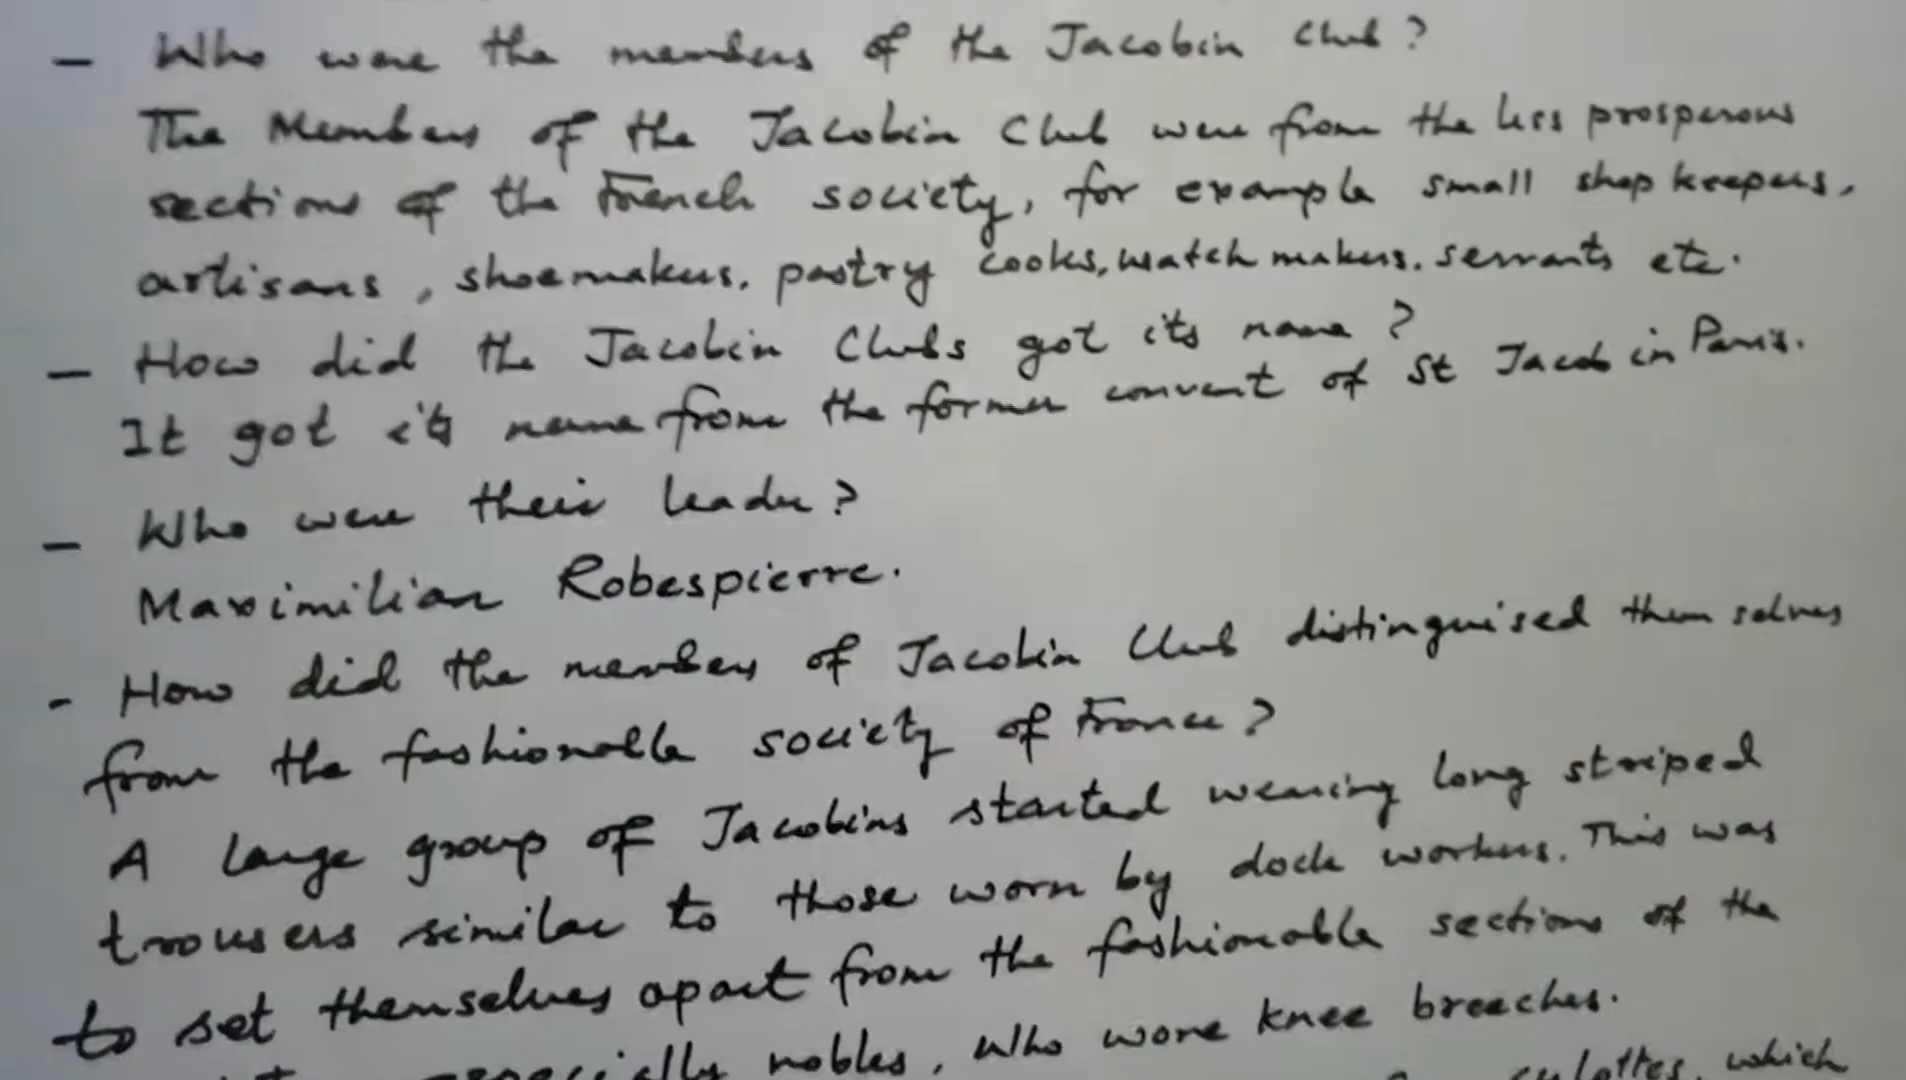 - Who were the members of the Jacobin Club?
The Members of the Jacobin Club were from the less prosperous
sections of the French society, for example small shop keepers,
artisans, shoemakers, pastry cooks, watch makers, servants etc.
- How did the Jacobin Clubs got its name?
It got its name from the former convent of St Jacob in Paris.
- Who were their leader?
Maximilian Robespierre.
- How did the members of Jacobin Club distinguised them selves
from the fashionable society of France?
A large group of Jacobins started wearing long striped
trousers similar to those worn by dock workers. This was
to set themselves apart from the fashionable sections of the
especially nobles, who wore knee breeches.
culottes, which